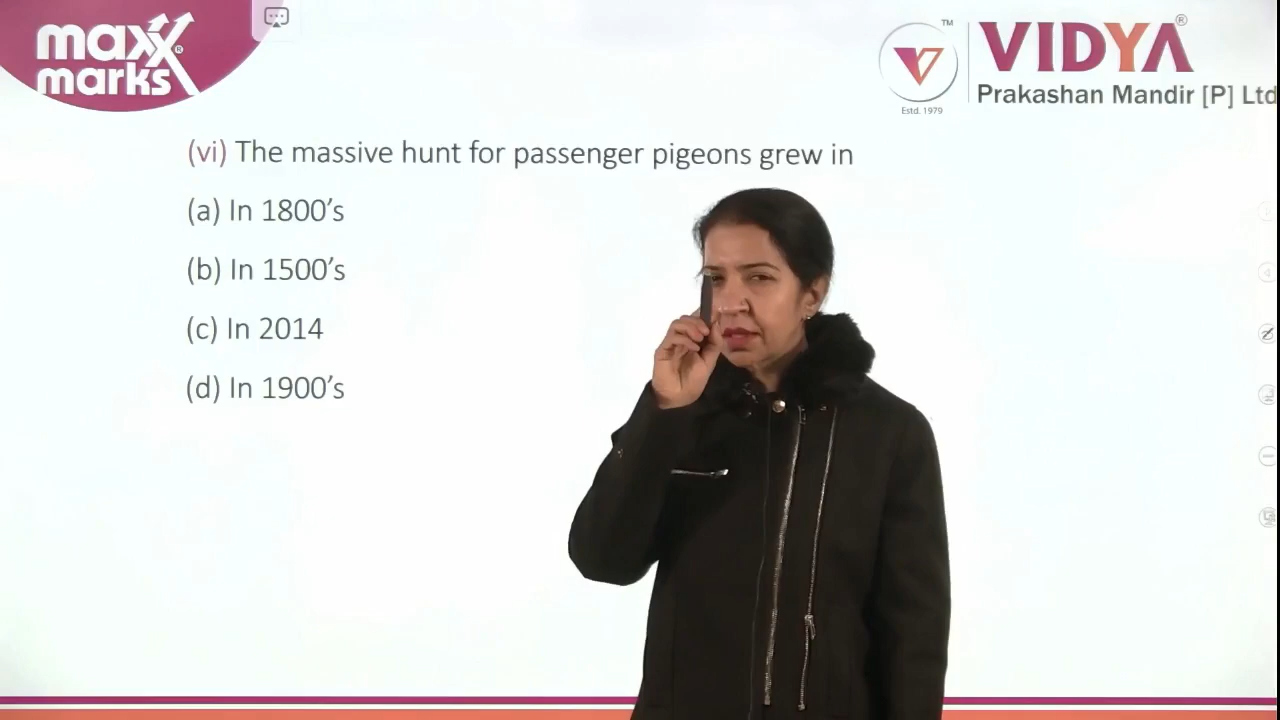 maxx
marks
®
TM
VIDYA®
Prakashan Mandir [P] Ltd
Estd. 1979
(vi) The massive hunt for passenger pigeons grew in
(a) In 1800’s
(b) In 1500’s
(c) In 2014
(d) In 1900’s